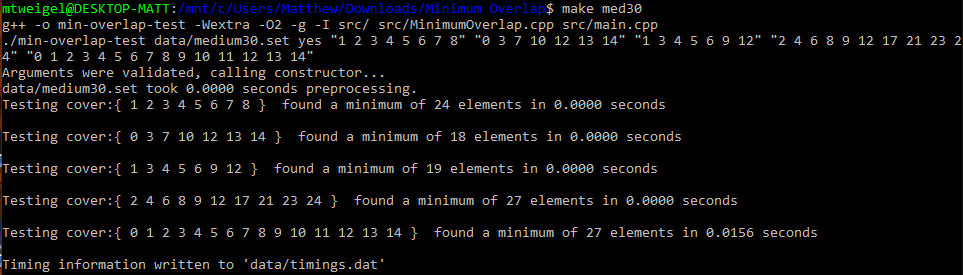 mtweigel@DESKTOP-MATT:/mnt/c/Users/Matthew/Downloads/Minimum Overlap$ make med30
g++ -o min-overlap-test -Wextra -O2 -g -I src/ src/MinimumOverlap.cpp src/main.cpp
./min-overlap-test data/medium30.set yes "1 2 3 4 5 6 7 8" "0 3 7 10 12 13 14" "1 3 4 5 6 9 12" "2 4 6 8 9 12 17 21 23 2
4" "0 1 2 3 4 5 6 7 8 9 10 11 12 13 14"
Arguments were validated, calling constructor...
data/medium30.set took 0.0000 seconds preprocessing.
Testing cover:{ 1 2 3 4 5 6 7 8 }  found a minimum of 24 elements in 0.0000 seconds
Testing cover:{ 0 3 7 10 12 13 14 }  found a minimum of 18 elements in 0.0000 seconds
Testing cover:{ 1 3 4 5 6 9 12 }  found a minimum of 19 elements in 0.0000 seconds
Testing cover:{ 2 4 6 8 9 12 17 21 23 24 }  found a minimum of 27 elements in 0.0000 seconds
Testing cover:{ 0 1 2 3 4 5 6 7 8 9 10 11 12 13 14 }  found a minimum of 27 elements in 0.0156 seconds
Timing information written to 'data/timings.dat'